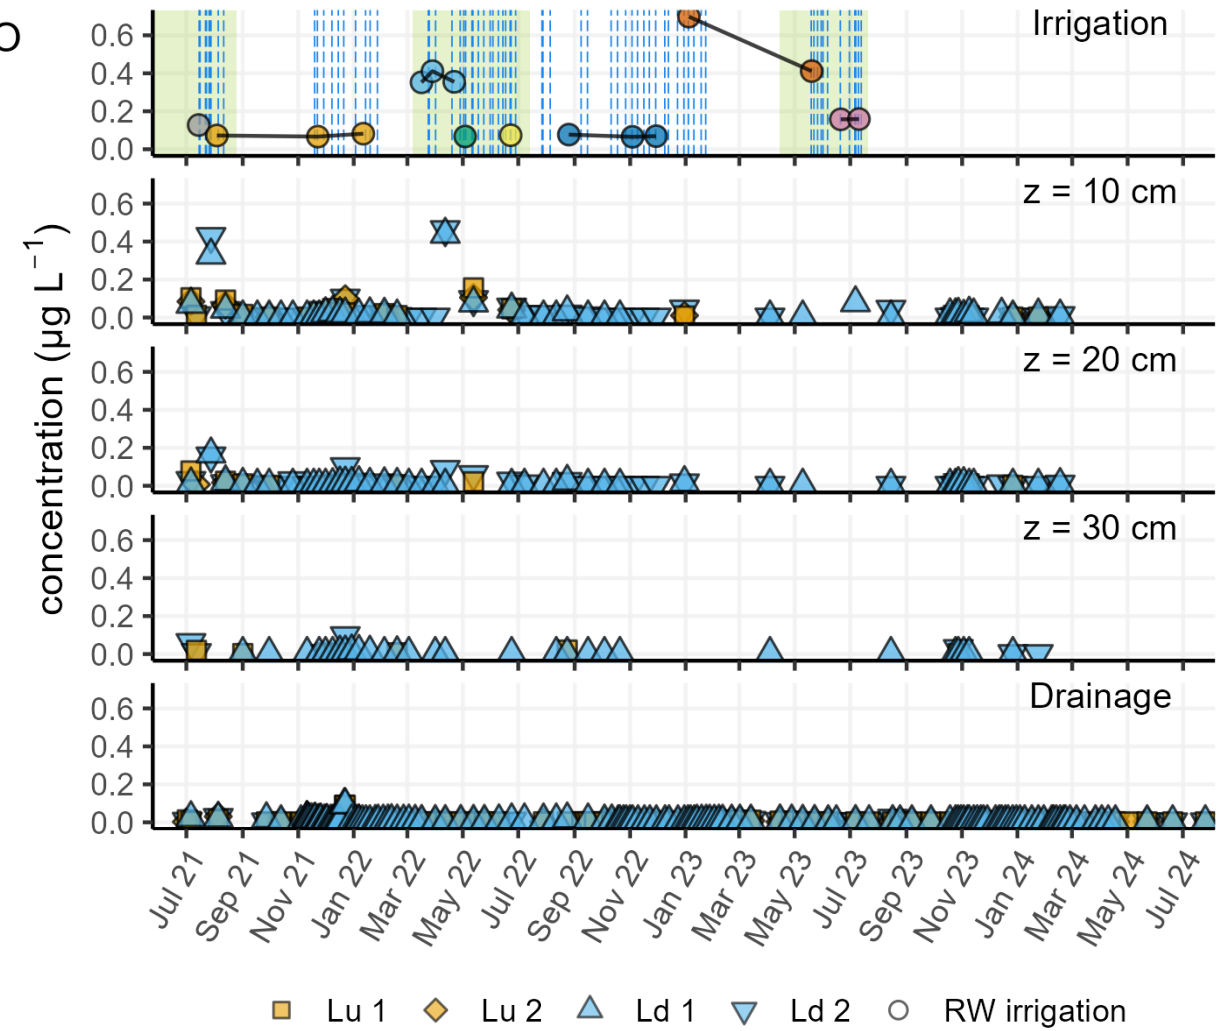 O
Irrigation
0.6
0.4
0.2
0.0
z = 10 cm
0.6
0.4
0.2
0.0
z = 20 cm
0.6
0.4
0.2
0.0
z = 30 cm
0.6
0.4
0.2
0.0
Drainage
0.6
0.4
0.2
0.0
concentration (µg L⁻¹)
Jul 21 Sep 21 Nov 21 Jan 22 Mar 22 May 22 Jul 22 Sep 22 Nov 22 Jan 23 Mar 23 May 23 Jul 23 Sep 23 Nov 23 Jan 24 Mar 24 May 24 Jul 24
Lu 1 Lu 2 Ld 1 Ld 2 RW irrigation